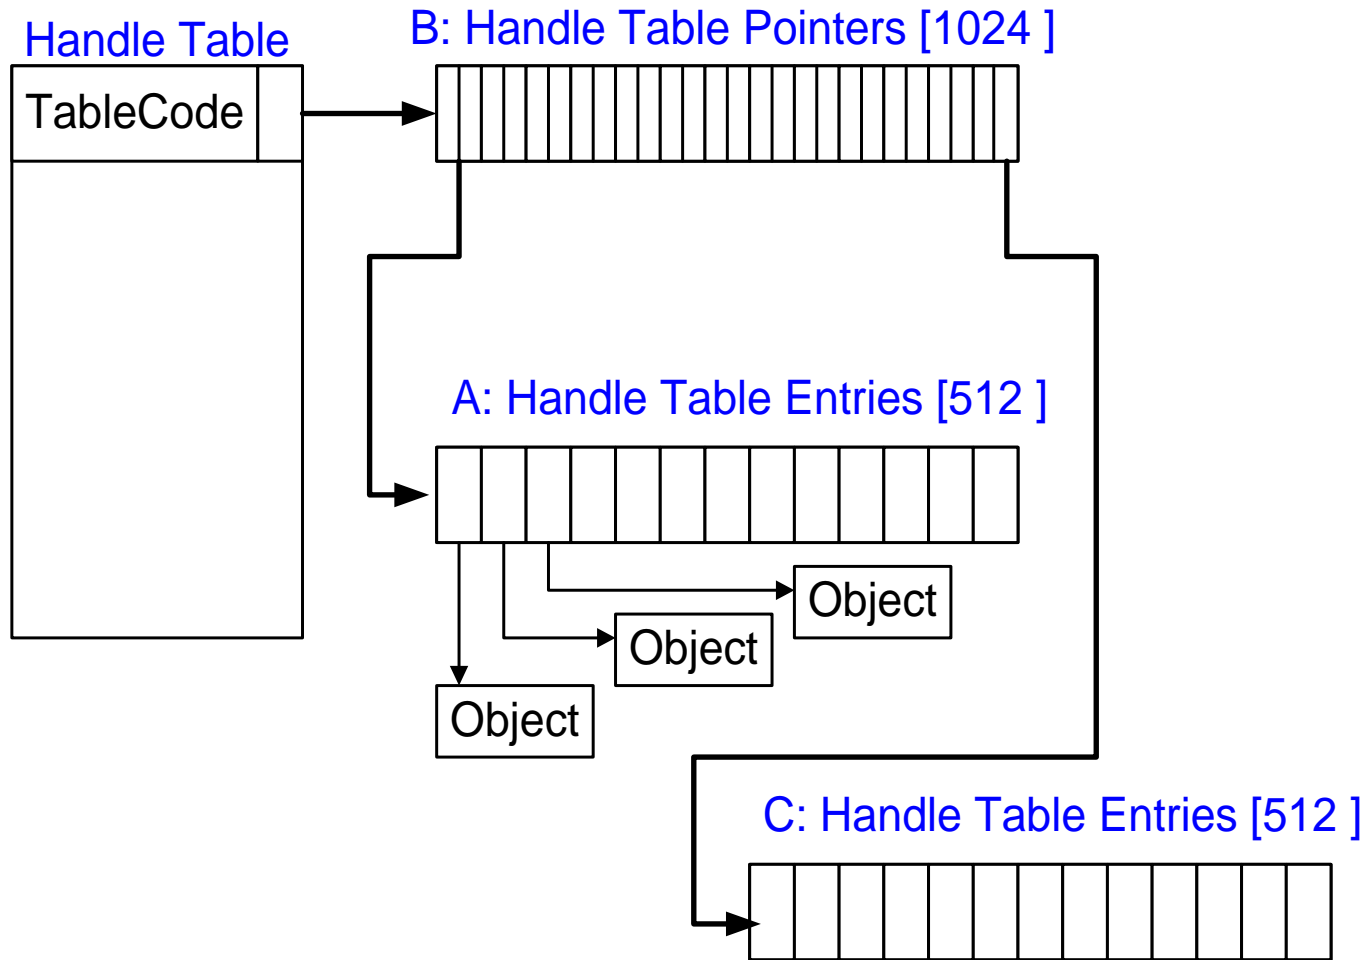 Handle Table
B: Handle Table Pointers [1024 ]
TableCode
A: Handle Table Entries [512 ]
Object
Object
Object
C: Handle Table Entries [512 ]